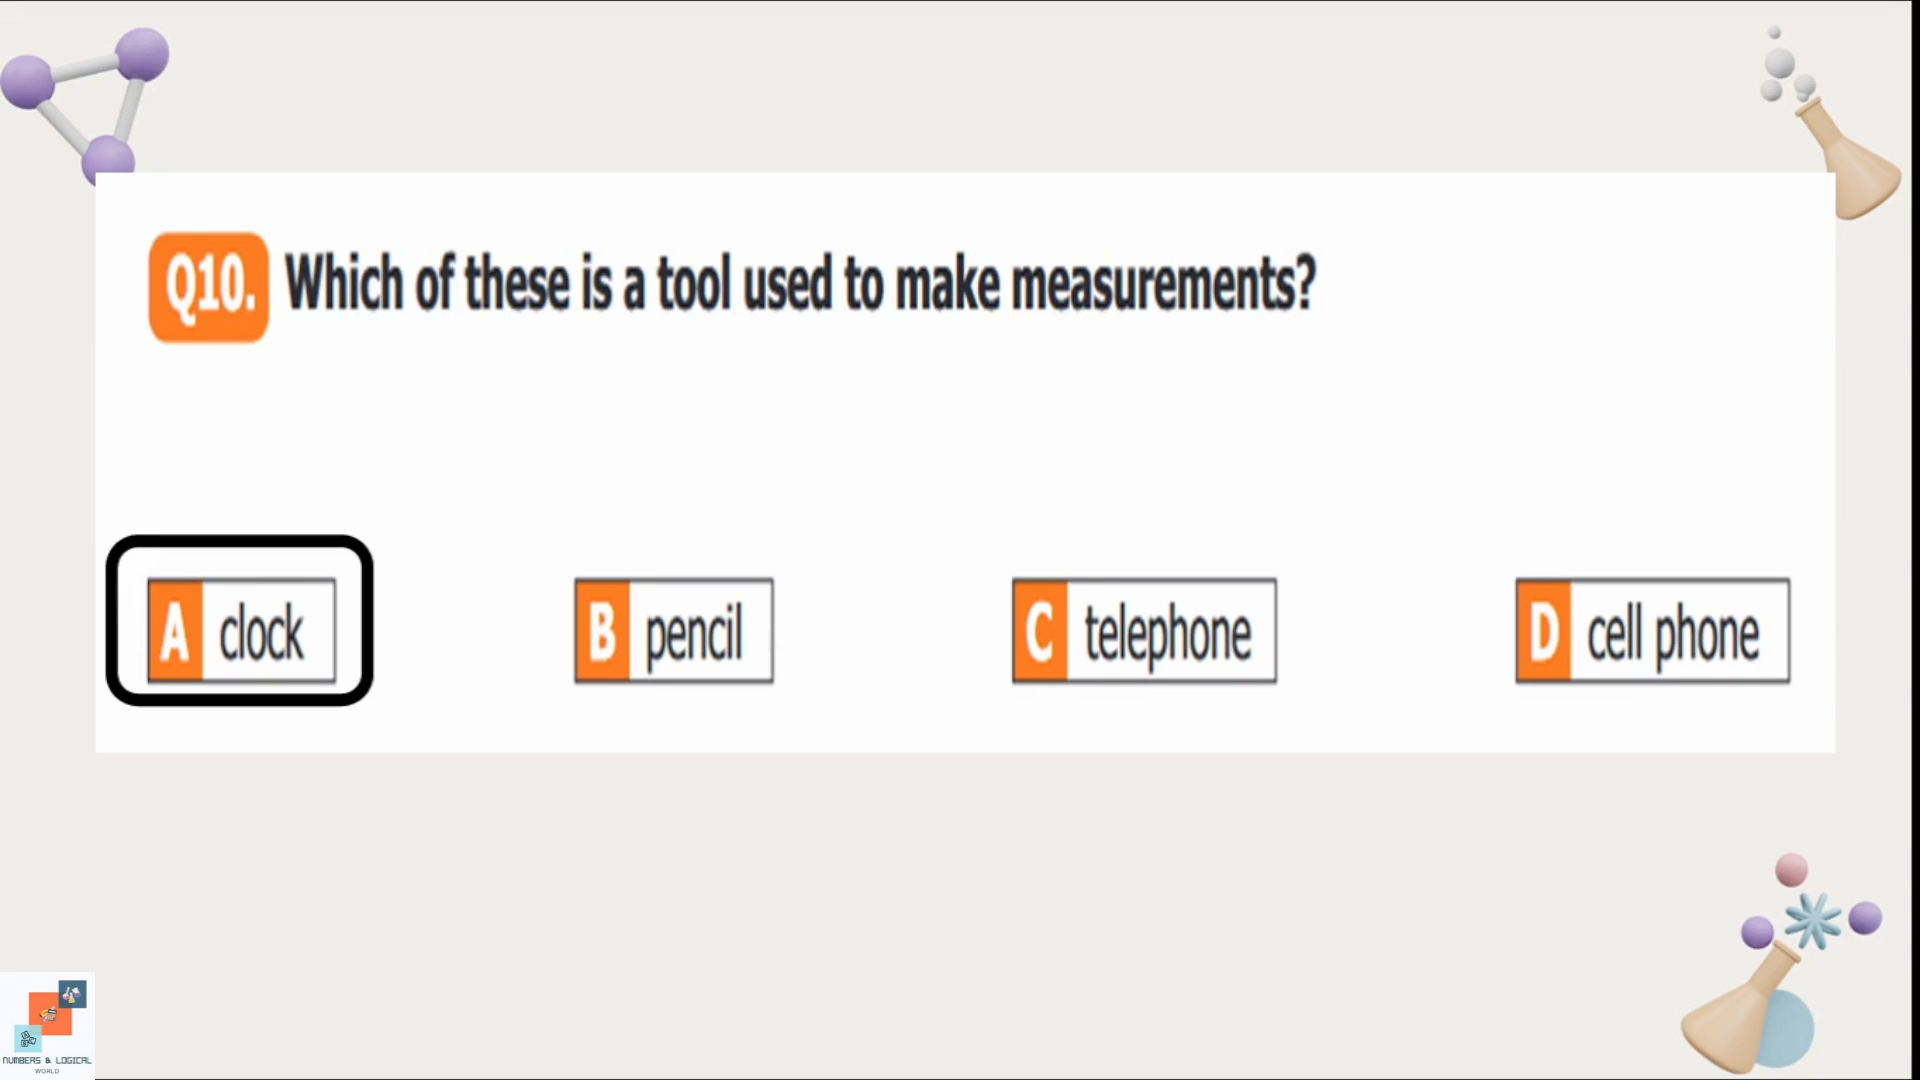 Q10. Which of these is a tool used to make measurements?
A clock
B pencil
C telephone
D cell phone
NUMBERS & LOGICAL
WORLD